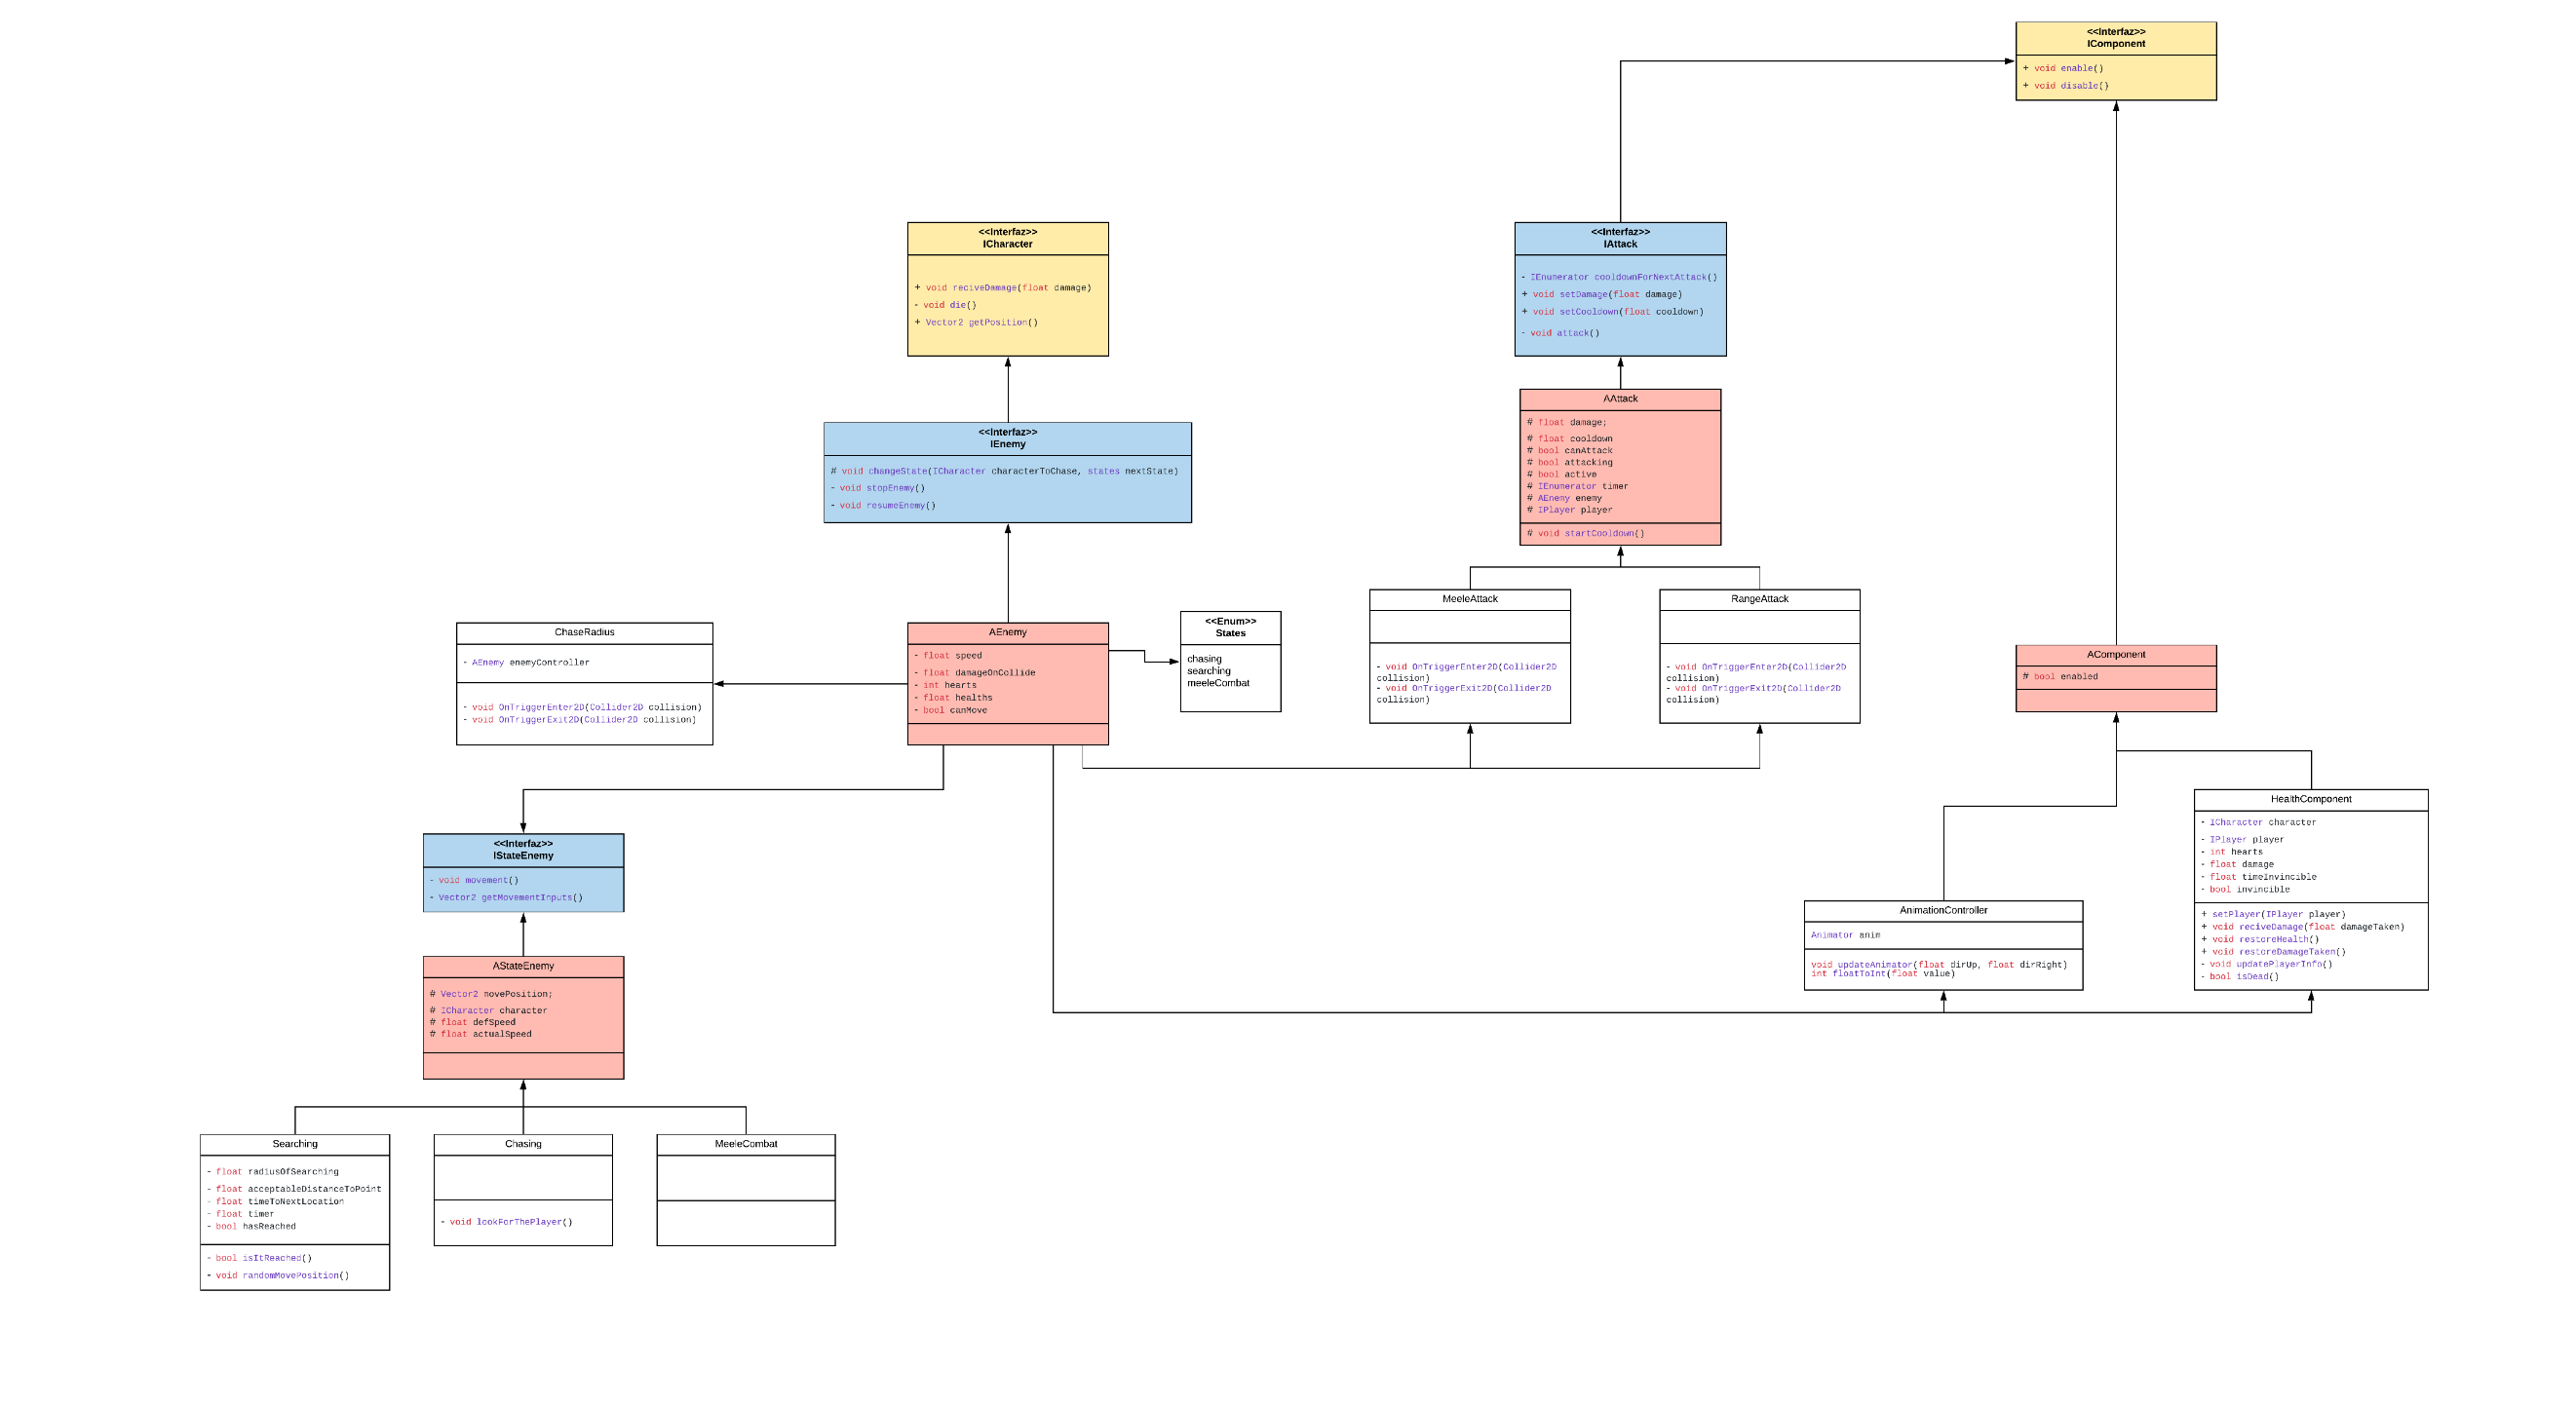 <<Interfaz>>
IComponent
+ void enable()
+ void disable()
<<Interfaz>>
ICharacter
+ void reciveDamage(float damage)
- void die()
+ Vector2 getPosition()
<<Interfaz>>
IAttack
- IEnumerator cooldownForNextAttack()
+ void setDamage(float damage)
+ void setCooldown(float cooldown)
- void attack()
<<Interfaz>>
IEnemy
# void changeState(ICharacter characterToChase, states nextState)
- void stopEnemy()
- void resumeEnemy()
AAttack
# float damage;
# float cooldown
# bool canAttack
# bool attacking
# bool active
# IEnumerator timer
# AEnemy enemy
# IPlayer player
# void startCooldown()
ChaseRadius
- AEnemy enemyController
- void OnTriggerEnter2D(Collider2D collision)
- void OnTriggerExit2D(Collider2D collision)
AEnemy
- float speed
- float damageOnCollide
- int hearts
- float healths
- bool canMove
<<Enum>>
States
chasing
searching
meeleCombat
MeeleAttack
- void OnTriggerEnter2D(Collider2D
collision)
- void OnTriggerExit2D(Collider2D
collision)
RangeAttack
- void OnTriggerEnter2D(Collider2D
collision)
- void OnTriggerExit2D(Collider2D
collision)
AComponent
# bool enabled
<<Interfaz>>
IStateEnemy
- void movement()
- Vector2 getMovementInputs()
AnimationController
Animator anim
void updateAnimator(float dirUp, float dirRight)
int floatToInt(float value)
HealthComponent
- ICharacter character
- IPlayer player
- int hearts
- float damage
- float timeInvincible
- bool invincible
+ setPlayer(IPlayer player)
+ void reciveDamage(float damageTaken)
+ void restoreHealth()
+ void restoreDamageTaken()
- void updatePlayerInfo()
- bool isDead()
AStateEnemy
# Vector2 movePosition;
# ICharacter character
# float defSpeed
# float actualSpeed
Searching
- float radiusOfSearching
- float acceptableDistanceToPoint
- float timeToNextLocation
- float timer
- bool hasReached
- bool isItReached()
- void randomMovePosition()
Chasing
- void lookForThePlayer()
MeeleCombat